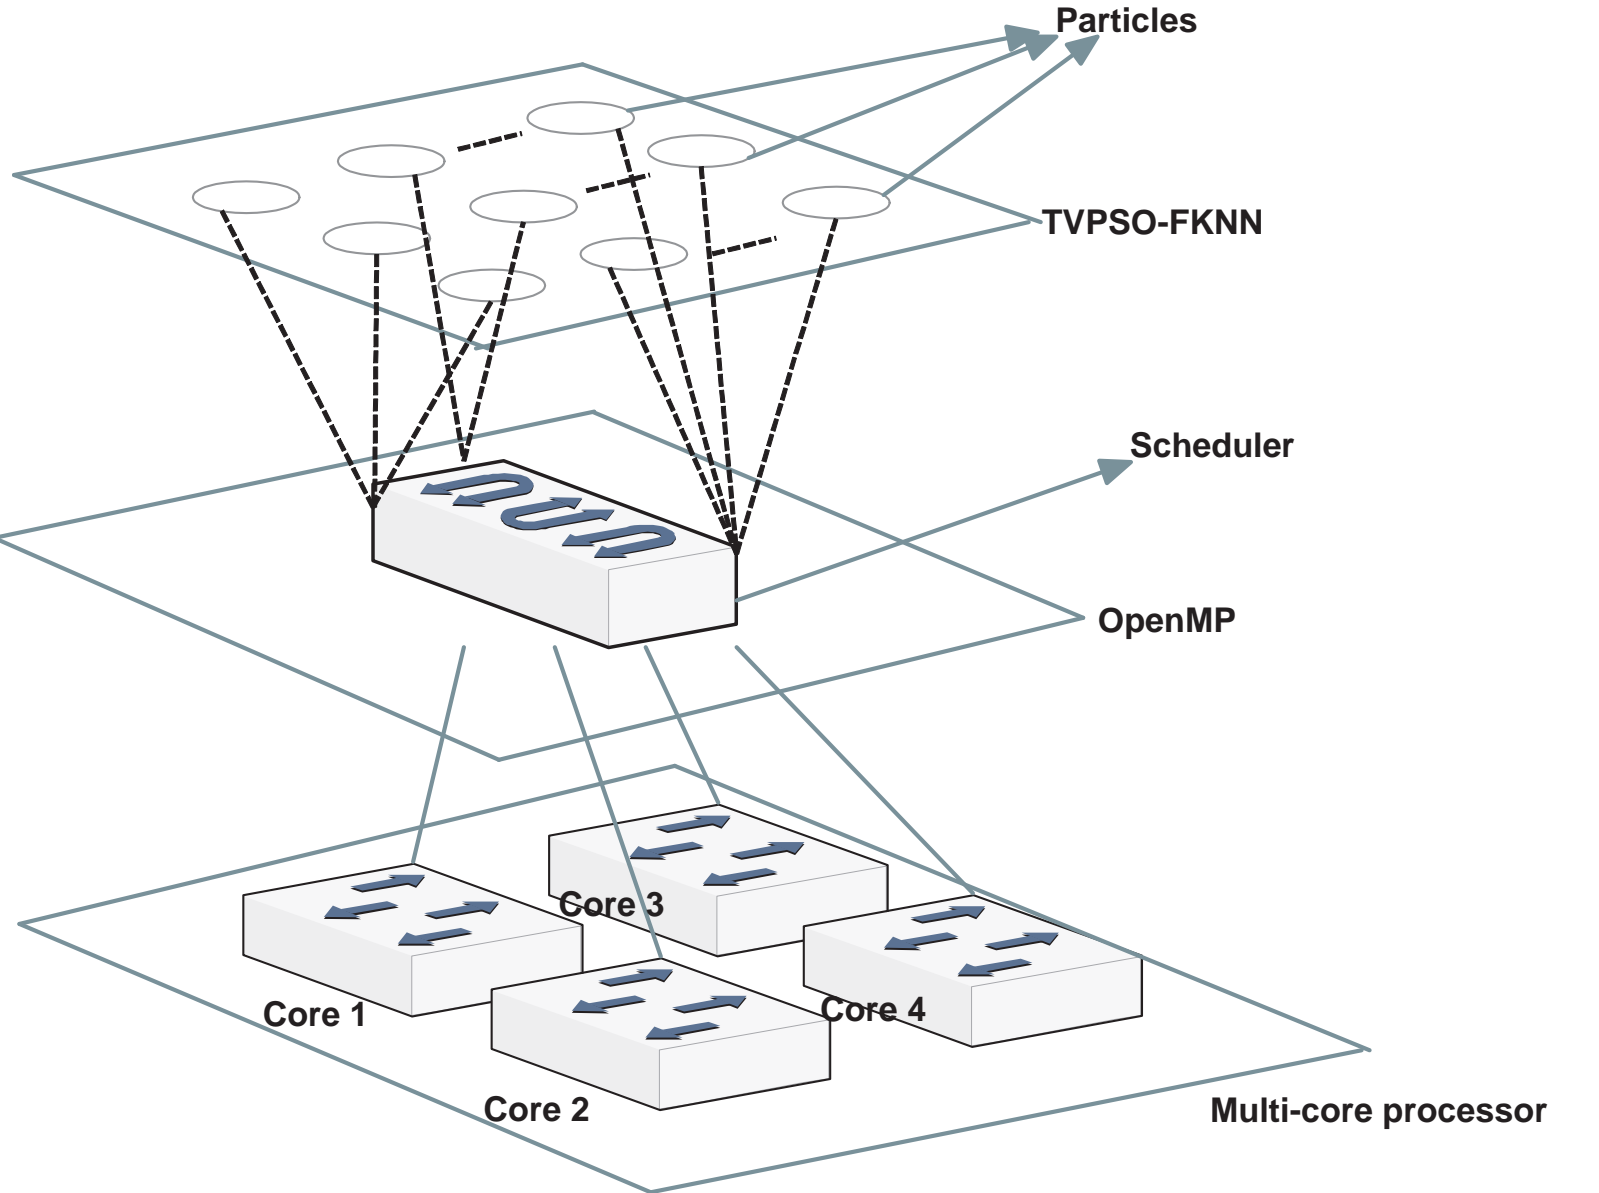 Particles
TVPSO-FKNN
Scheduler
OpenMP
Core 3
Core 1
Core 4
Core 2
Multi-core processor